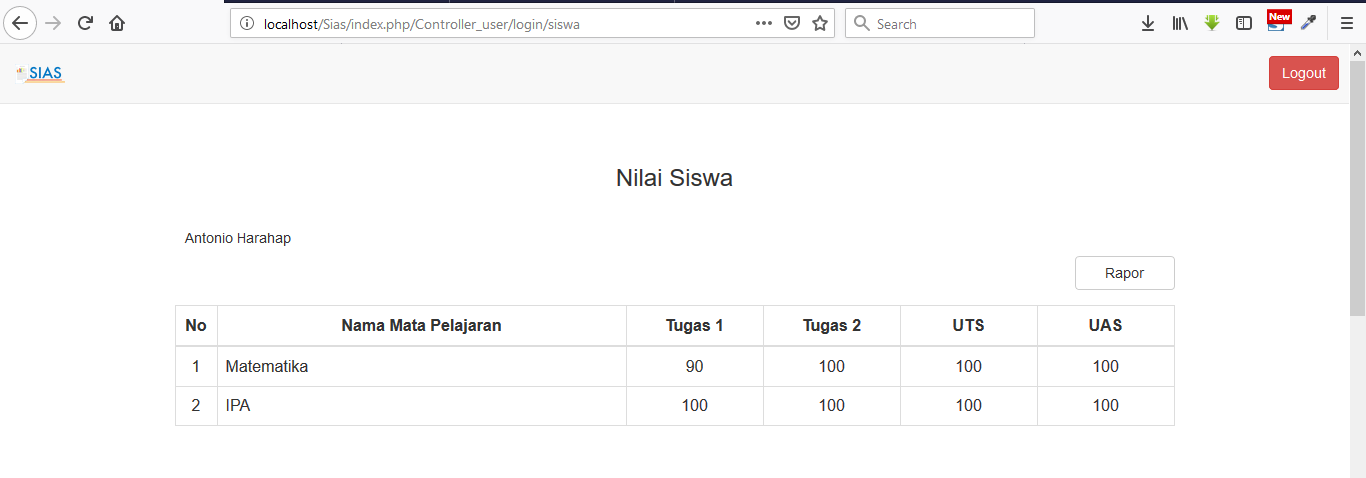 localhost/Sias/index.php/Controller_user/login/siswa
Search
New
SIAS
Logout
Nilai Siswa
Antonio Harahap
Rapor
No Nama Mata Pelajaran Tugas 1 Tugas 2 UTS UAS
1 Matematika 90 100 100 100
2 IPA 100 100 100 100